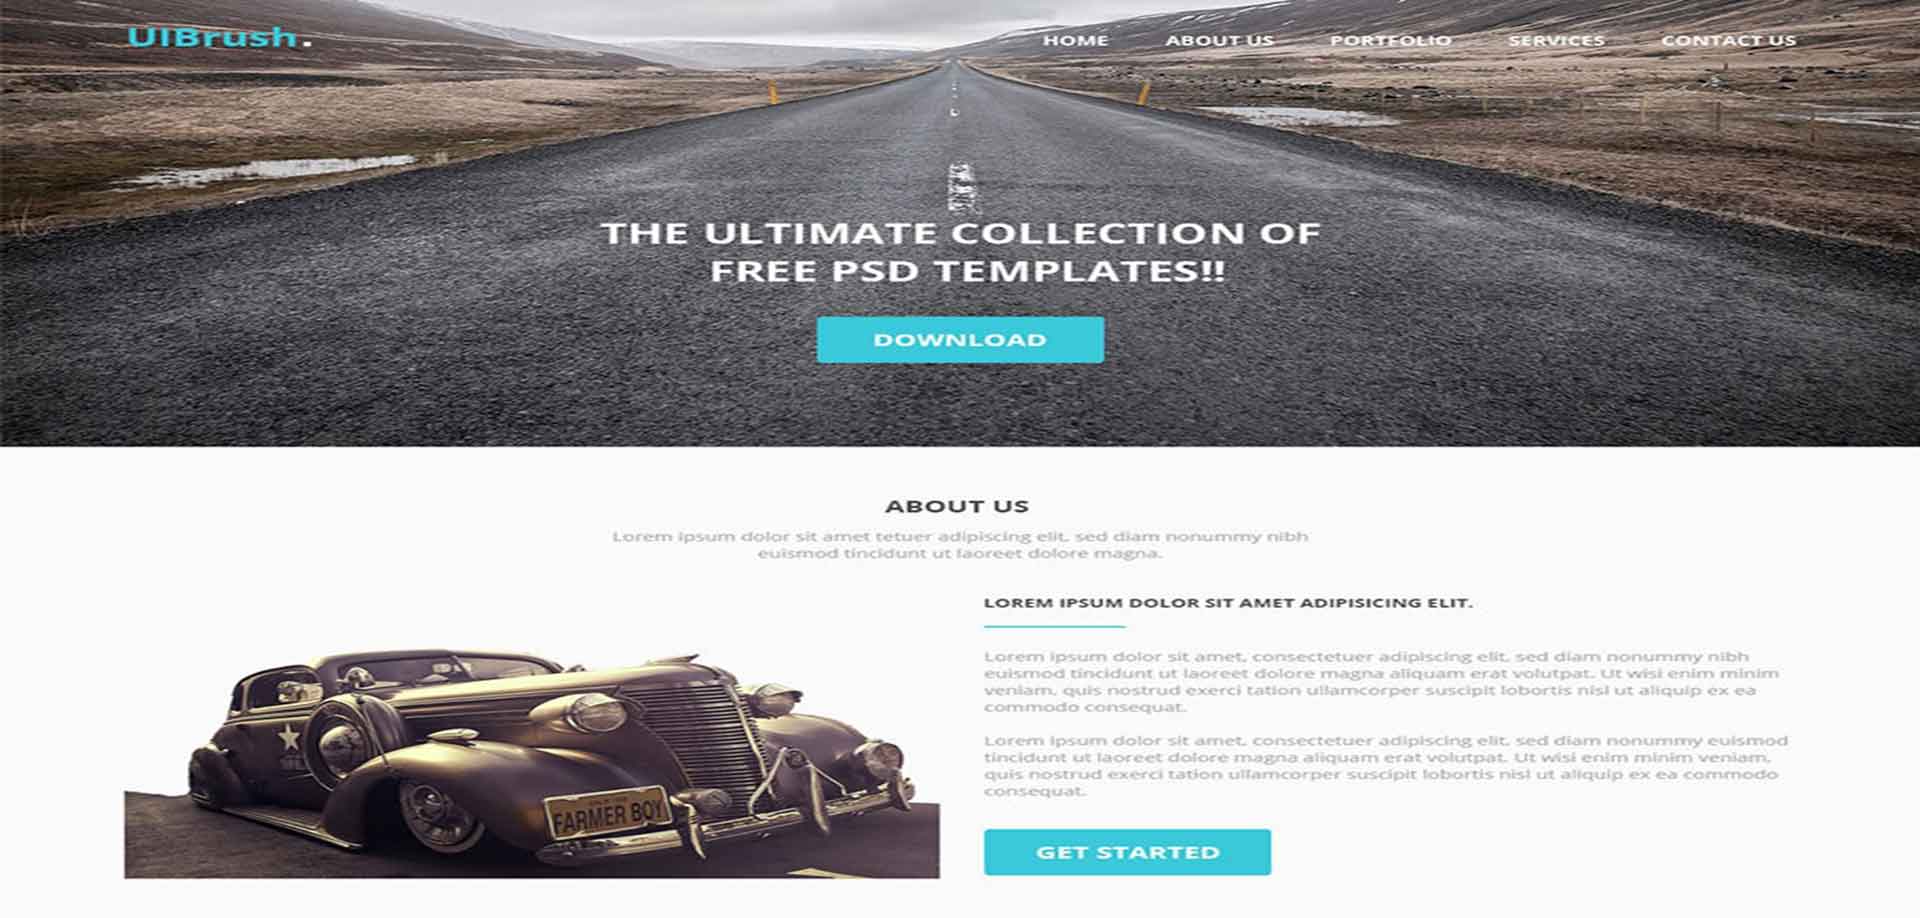 UIBrush.
HOME ABOUT US PORTFOLIO SERVICES CONTACT US
THE ULTIMATE COLLECTION OF
FREE PSD TEMPLATES!!
DOWNLOAD
ABOUT US
Lorem ipsum dolor sit amet tetuer adipiscing elit, sed diam nonummy nibh
euismod tincidunt ut laoreet dolore magna.
LOREM IPSUM DOLOR SIT AMET ADIPISICING ELIT.
Lorem ipsum dolor sit amet, consectetuer adipiscing elit, sed diam nonummy nibh
euismod tincidunt ut laoreet dolore magna aliquam erat volutpat. Ut wisi enim minim
veniam, quis nostrud exerci tation ullamcorper suscipit lobortis nisl ut aliquip ex ea
commodo consequat.
Lorem ipsum dolor sit amet, consectetuer adipiscing elit, sed diam nonummy euismod
tincidunt ut laoreet dolore magna aliquam erat volutpat. Ut wisi enim minim veniam,
quis nostrud exerci tation ullamcorper suscipit lobortis nisl ut aliquip ex ea commodo
consequat.
FARMER BOY
GET STARTED